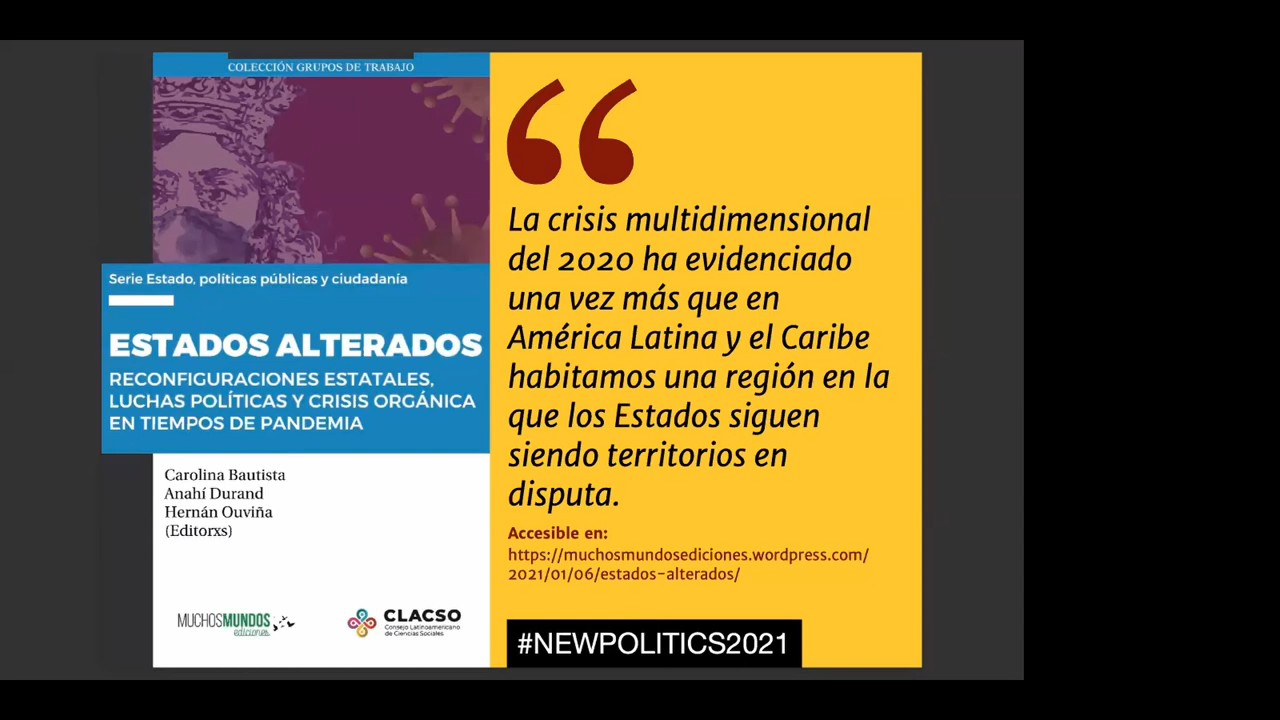 COLECCIÓN GRUPOS DE TRABAJO
Serie Estado, políticas públicas y ciudadanía
ESTADOS ALTERADOS
RECONFIGURACIONES ESTATALES,
LUCHAS POLÍTICAS Y CRISIS ORGÁNICA
EN TIEMPOS DE PANDEMIA
Carolina Bautista
Anahí Durand
Hernán Ouviña
(Editorxs)
MUCHOSMUNDOS
ediciones
CLACSO
Consejo Latinoamericano
de Ciencias Sociales
“
La crisis multidimensional
del 2020 ha evidenciado
una vez más que en
América Latina y el Caribe
habitamos una región en la
que los Estados siguen
siendo territorios en
disputa.
Accesible en:
https://muchosmundosediciones.wordpress.com/
2021/01/06/estados-alterados/
#NEWPOLITICS2021